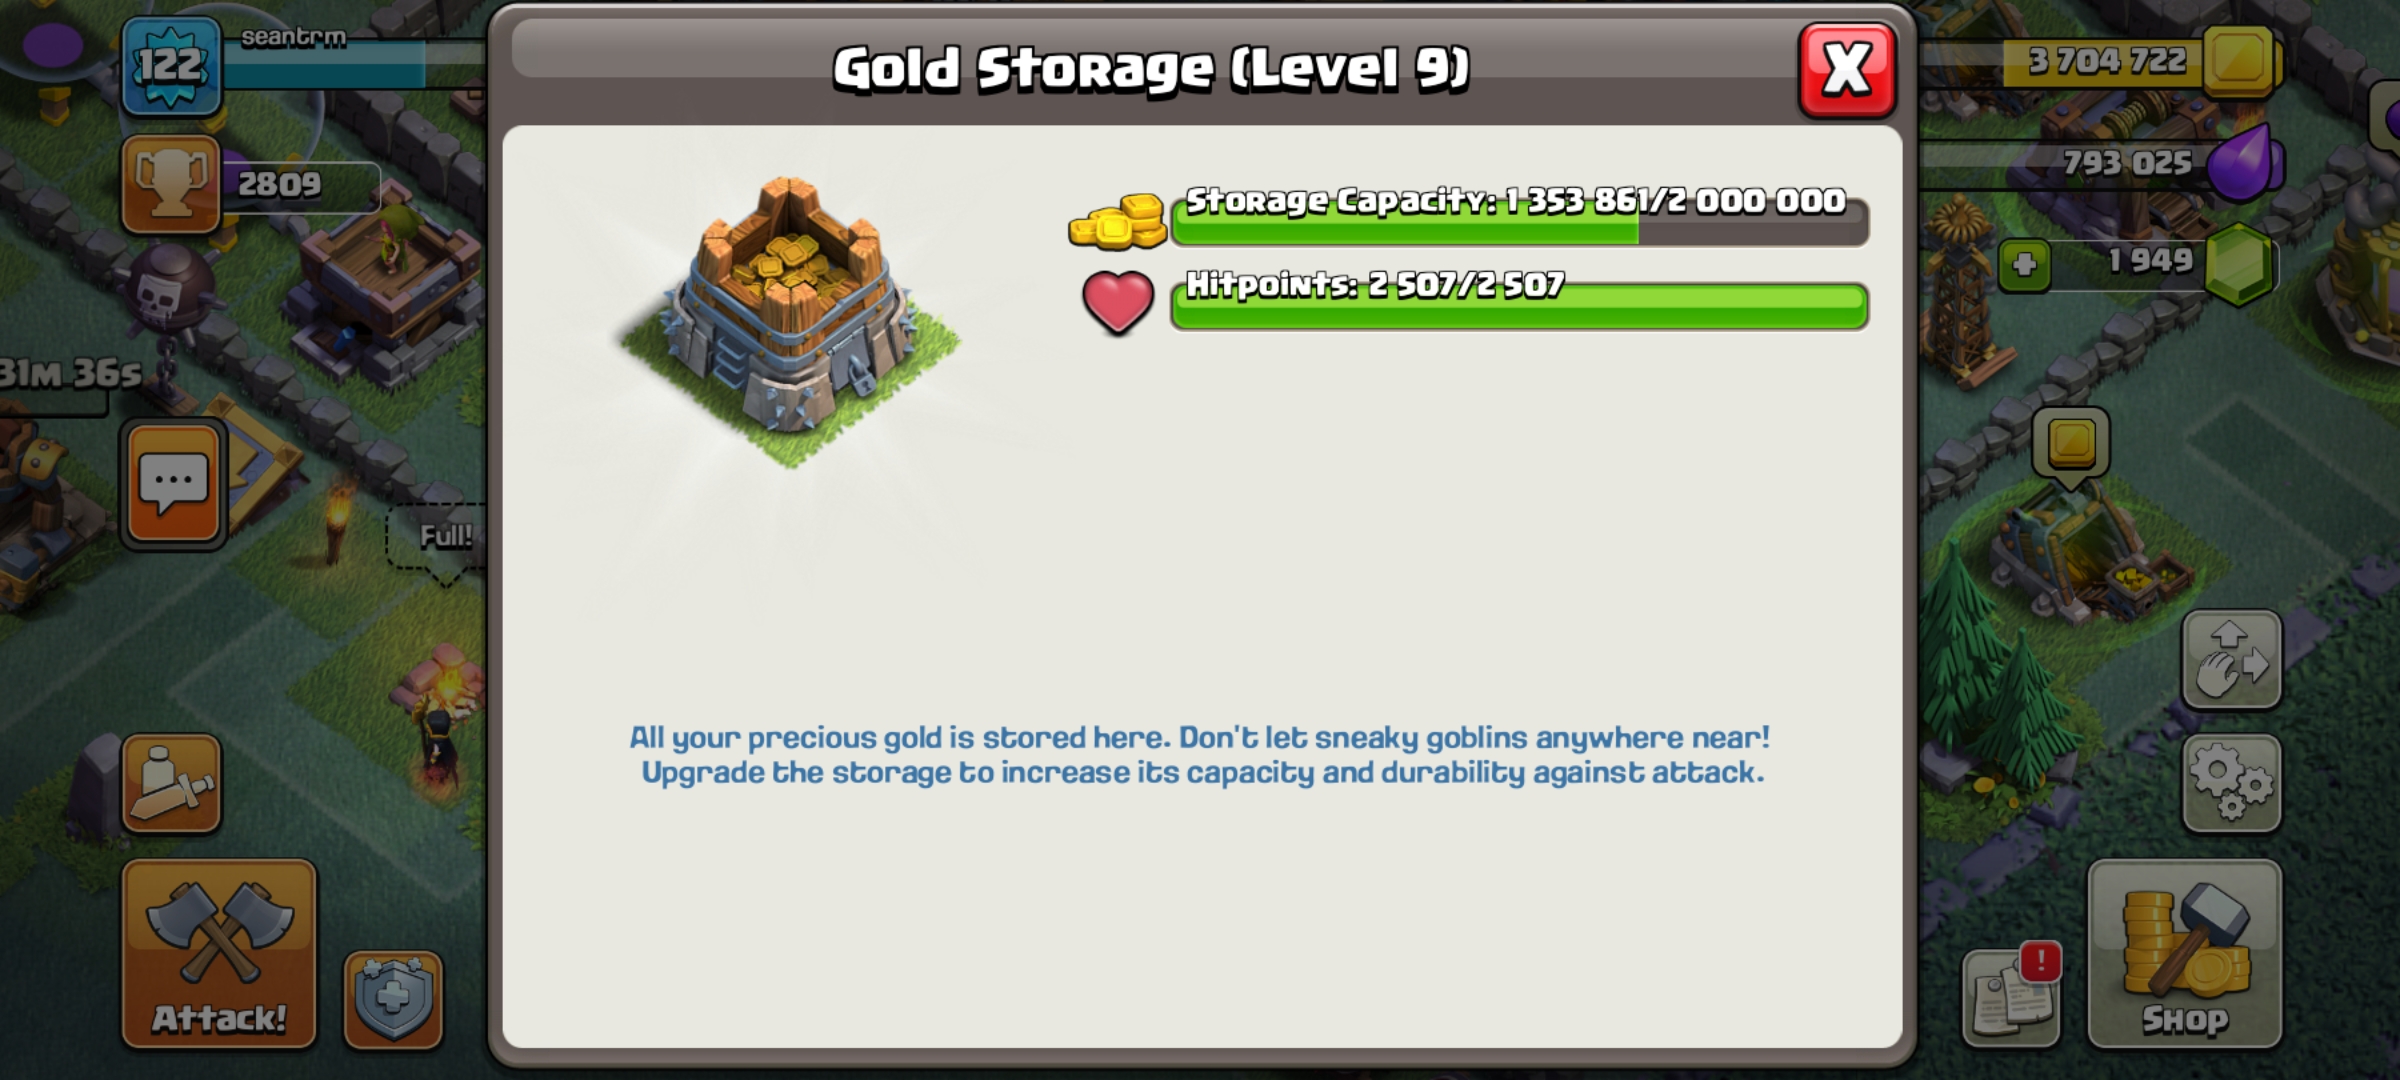 122
seantrm
Gold Storage (Level 9)
X
3 704 722
2809
793 025
Storage Capacity: 1 353 861/2 000 000
1 949
Hitpoints: 2 507/2 507
31m 36s
Full!
All your precious gold is stored here. Don't let sneaky goblins anywhere near!
Upgrade the storage to increase its capacity and durability against attack.
!
Attack!
Shop